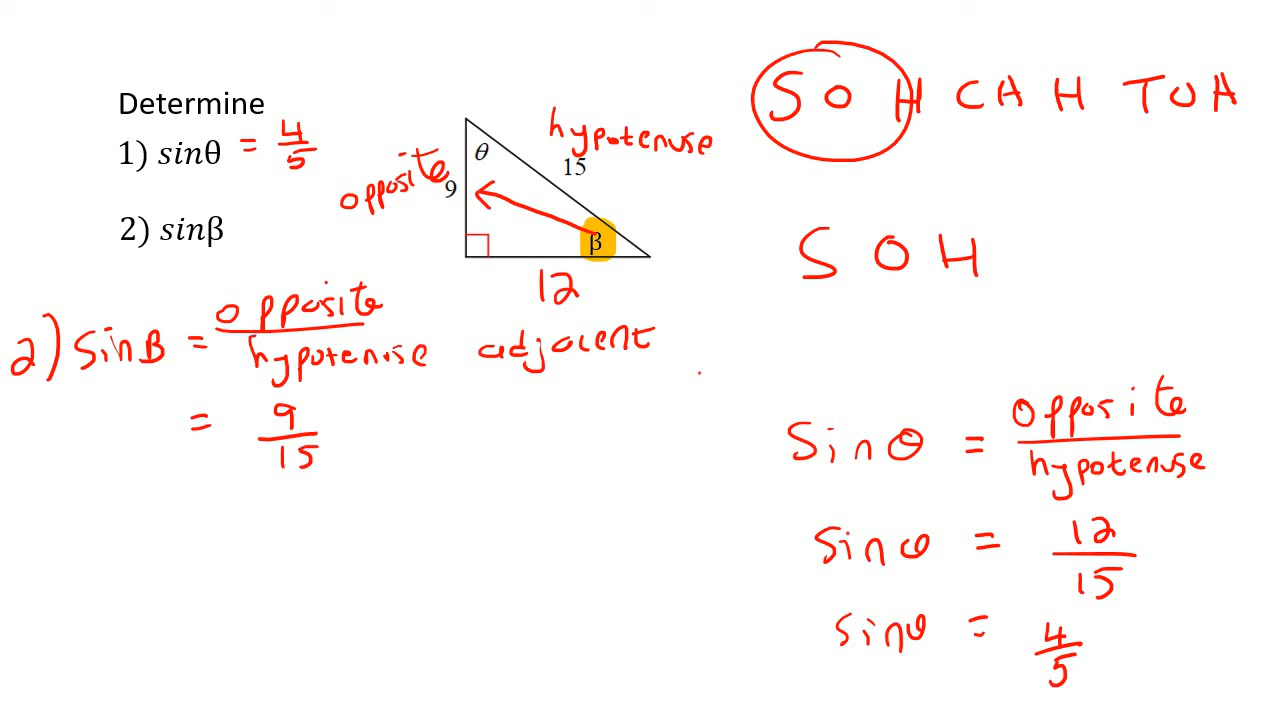 Determine
1) sinθ = 4/5
2) sinβ
2) sinβ = opposite/hypotenuse
= 9/15
θ
hypotenuse
15
opposite
9
β
12
adjacent
SOH CAH TOA
SOH
sinθ = opposite/hypotenuse
sinθ = 12/15
sinθ = 4/5